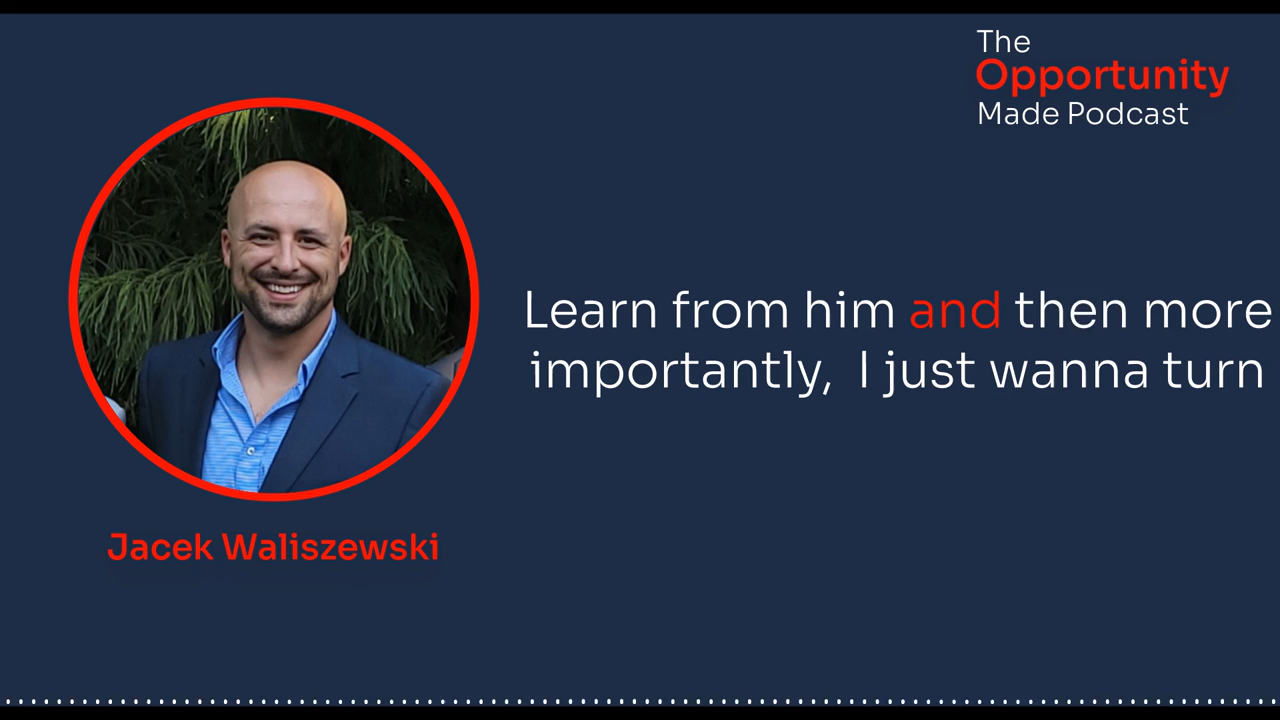 The
Opportunity
Made Podcast
Learn from him and then more
importantly, I just wanna turn
Jacek Waliszewski